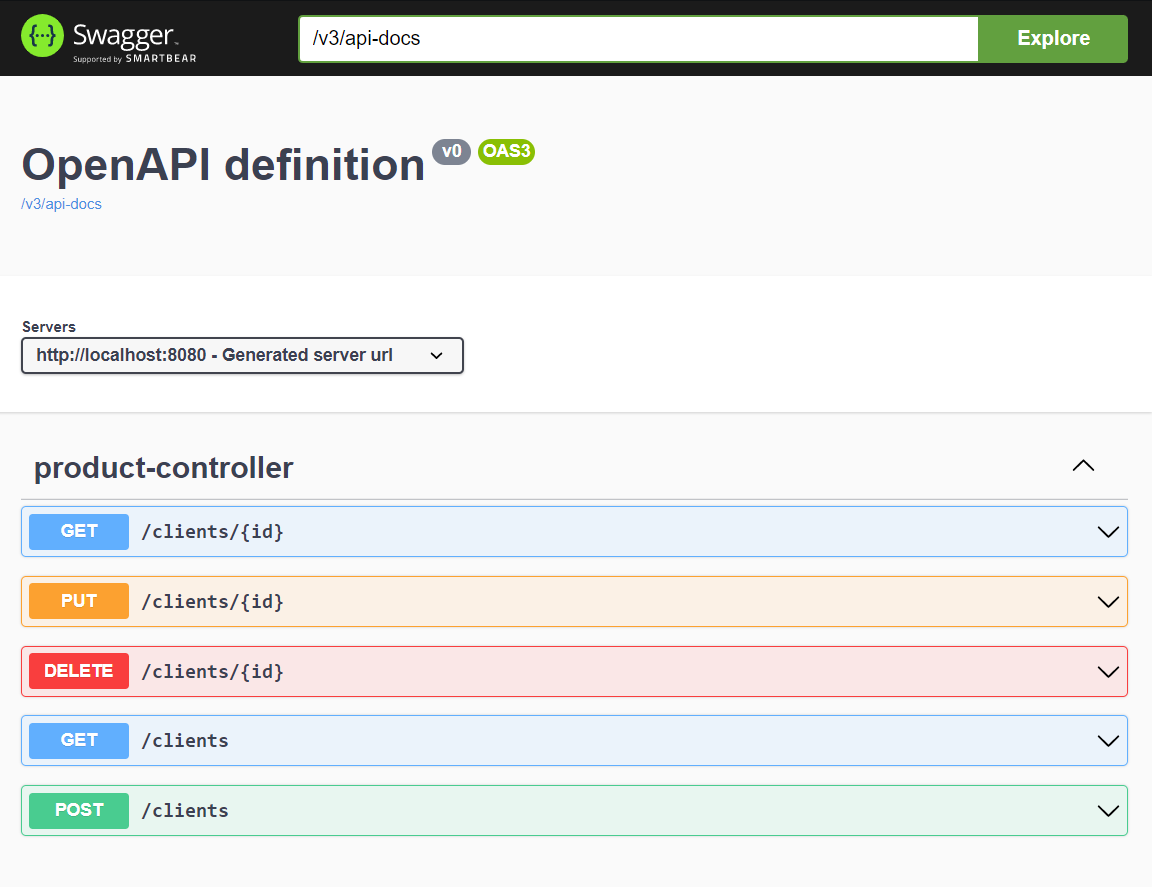 Swagger™
Supported by SMARTBEAR
/v3/api-docs
Explore
OpenAPI definition v0 OAS3
/v3/api-docs
Servers
http://localhost:8080 - Generated server url
product-controller
GET /clients/{id}
PUT /clients/{id}
DELETE /clients/{id}
GET /clients
POST /clients